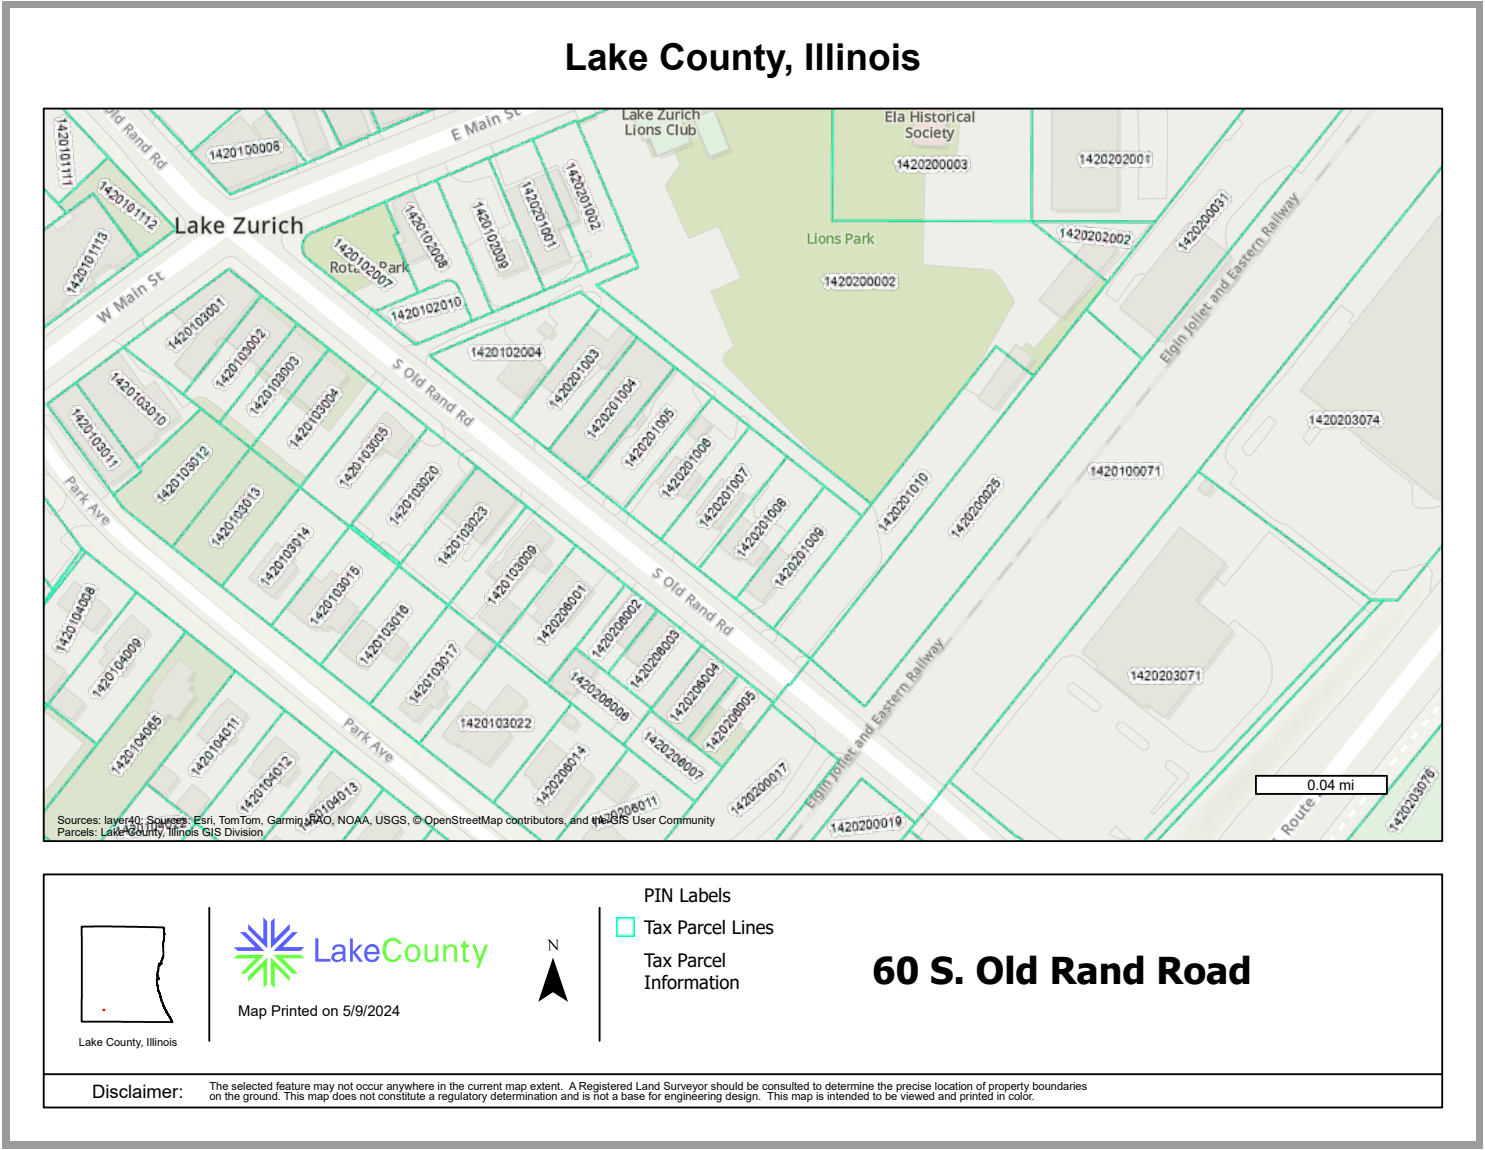 Lake County, Illinois
Old Rand Rd
E Main St
Lake Zurich
Lions Club
Ela Historical
Society
1420101111
1420100006
1420200003
1420202001
1420101112
1420201002
1420102008
1420102009
1420201001
Lake Zurich
1420200031
1420101113
Rotary Park
1420102007
Lions Park
1420202002
1420200002
W Main St
1420102010
Elgin Joliet and Eastern Railway
1420103001
1420103002
1420103003
1420103004
1420102004
1420201003
1420201004
S Old Rand Rd
1420103010
1420103011
1420201005
1420203074
1420103005
1420201006
1420103012
1420103020
1420201007
1420100071
1420103013
1420201008
1420201010
1420200025
Park Ave
1420103023
1420201009
1420103014
1420103009
1420103015
1420206001
S Old Rand Rd
1420104008
1420103016
1420206002
1420104009
1420103017
1420206003
1420206004
1420203071
1420206006
1420206005
1420103022
1420104065
1420104011
Park Ave
1420206007
Elgin Joliet and Eastern Railway
1420104012
1420206014
1420200017
0.04 mi
1420104013
1420206011
1420200019
Route
1420203076
Sources: layer40: Sources: Esri, TomTom, Garmin, FAO, NOAA, USGS, © OpenStreetMap contributors, and the GIS User Community
Parcels: Lake County, Illinois GIS Division
PIN Labels
Tax Parcel Lines
Tax Parcel
Information
LakeCounty
N
60 S. Old Rand Road
Map Printed on 5/9/2024
Lake County, Illinois
Disclaimer:
The selected feature may not occur anywhere in the current map extent. A Registered Land Surveyor should be consulted to determine the precise location of property boundaries
on the ground. This map does not constitute a regulatory determination and is not a base for engineering design. This map is intended to be viewed and printed in color.